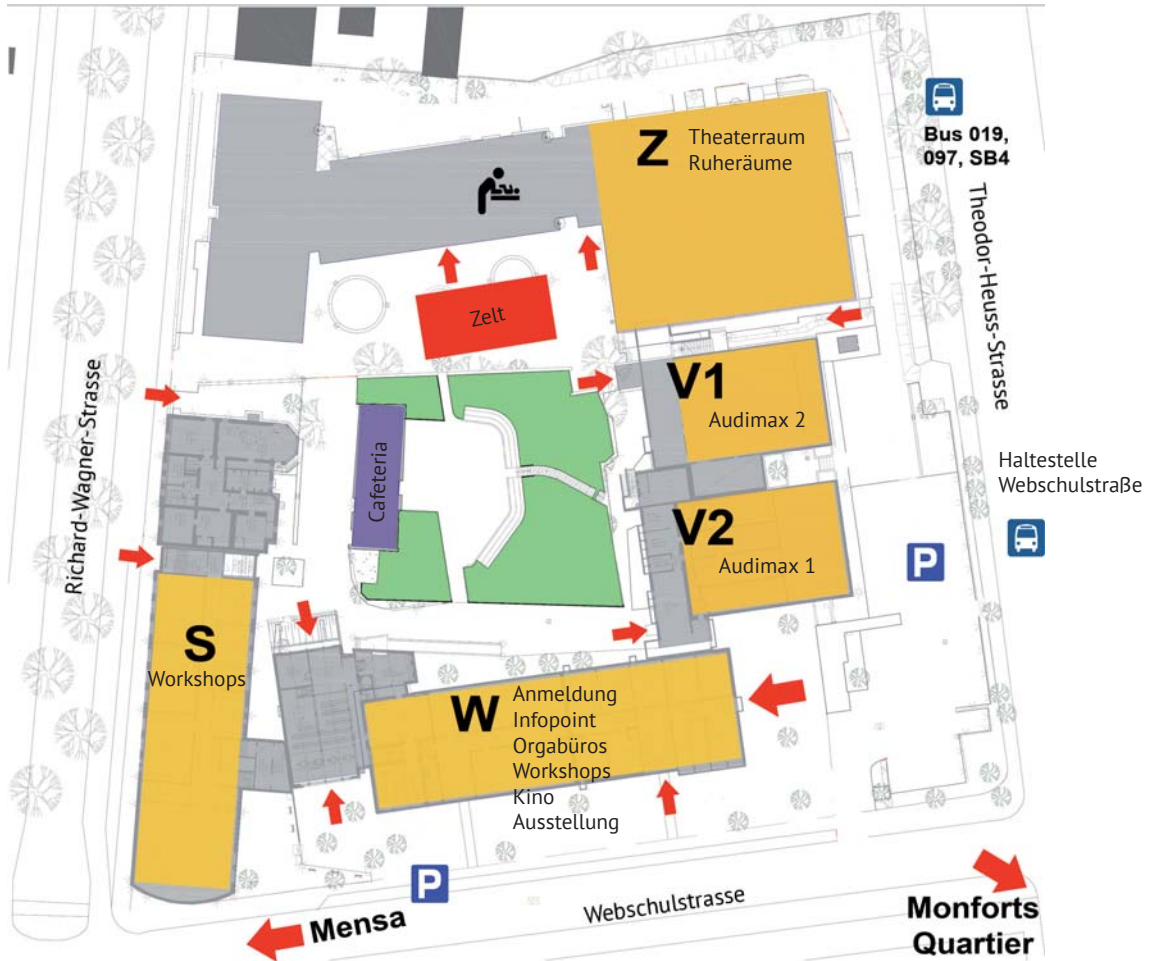 Z
Theaterraum
Ruheräume
Bus 019,
097, SB4
Theodor-Heuss-Strasse
Zelt
Richard-Wagner-Strasse
V1
Audimax 2
Cafeteria
Haltestelle
Webschulstraße
V2
Audimax 1
P
S
Workshops
W
Anmeldung
Infopoint
Orgabüros
Workshops
Kino
Ausstellung
P
Mensa
Webschulstrasse
Monforts
Quartier